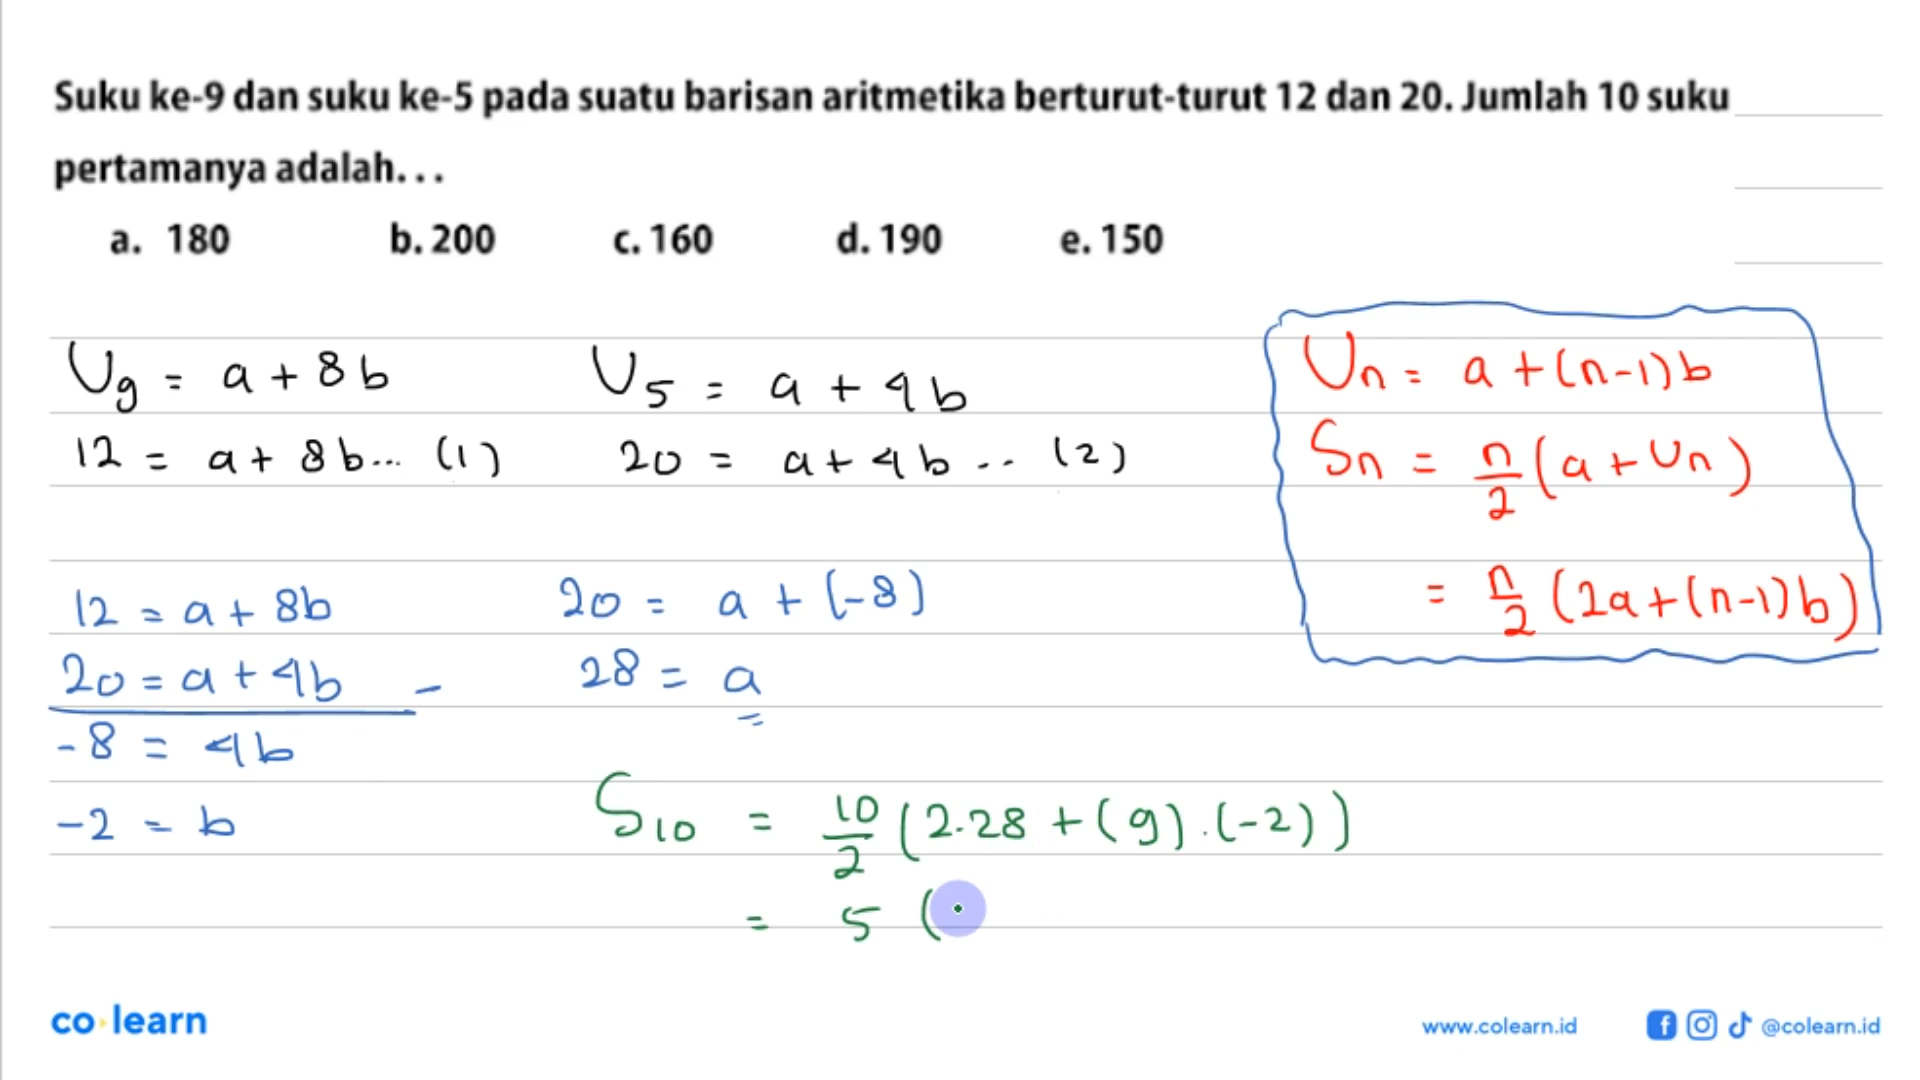 Suku ke-9 dan suku ke-5 pada suatu barisan aritmetika berturut-turut 12 dan 20. Jumlah 10 suku
pertamanya adalah. . .
a. 180 b. 200 c. 160 d. 190 e. 150
U₉ = a + 8b U₅ = a + 4b
12 = a + 8b ... (1) 20 = a + 4b ... (2)
Uₙ = a + (n-1)b
Sₙ = n/2 (a + Uₙ)
= n/2 (2a + (n-1)b)
12 = a + 8b
20 = a + 4b -
-8 = 4b
-2 = b
20 = a + (-8)
28 = a
S₁₀ = 10/2 (2.28 + (9).(-2))
= 5 (
co learn
www.colearn.id @colearn.id